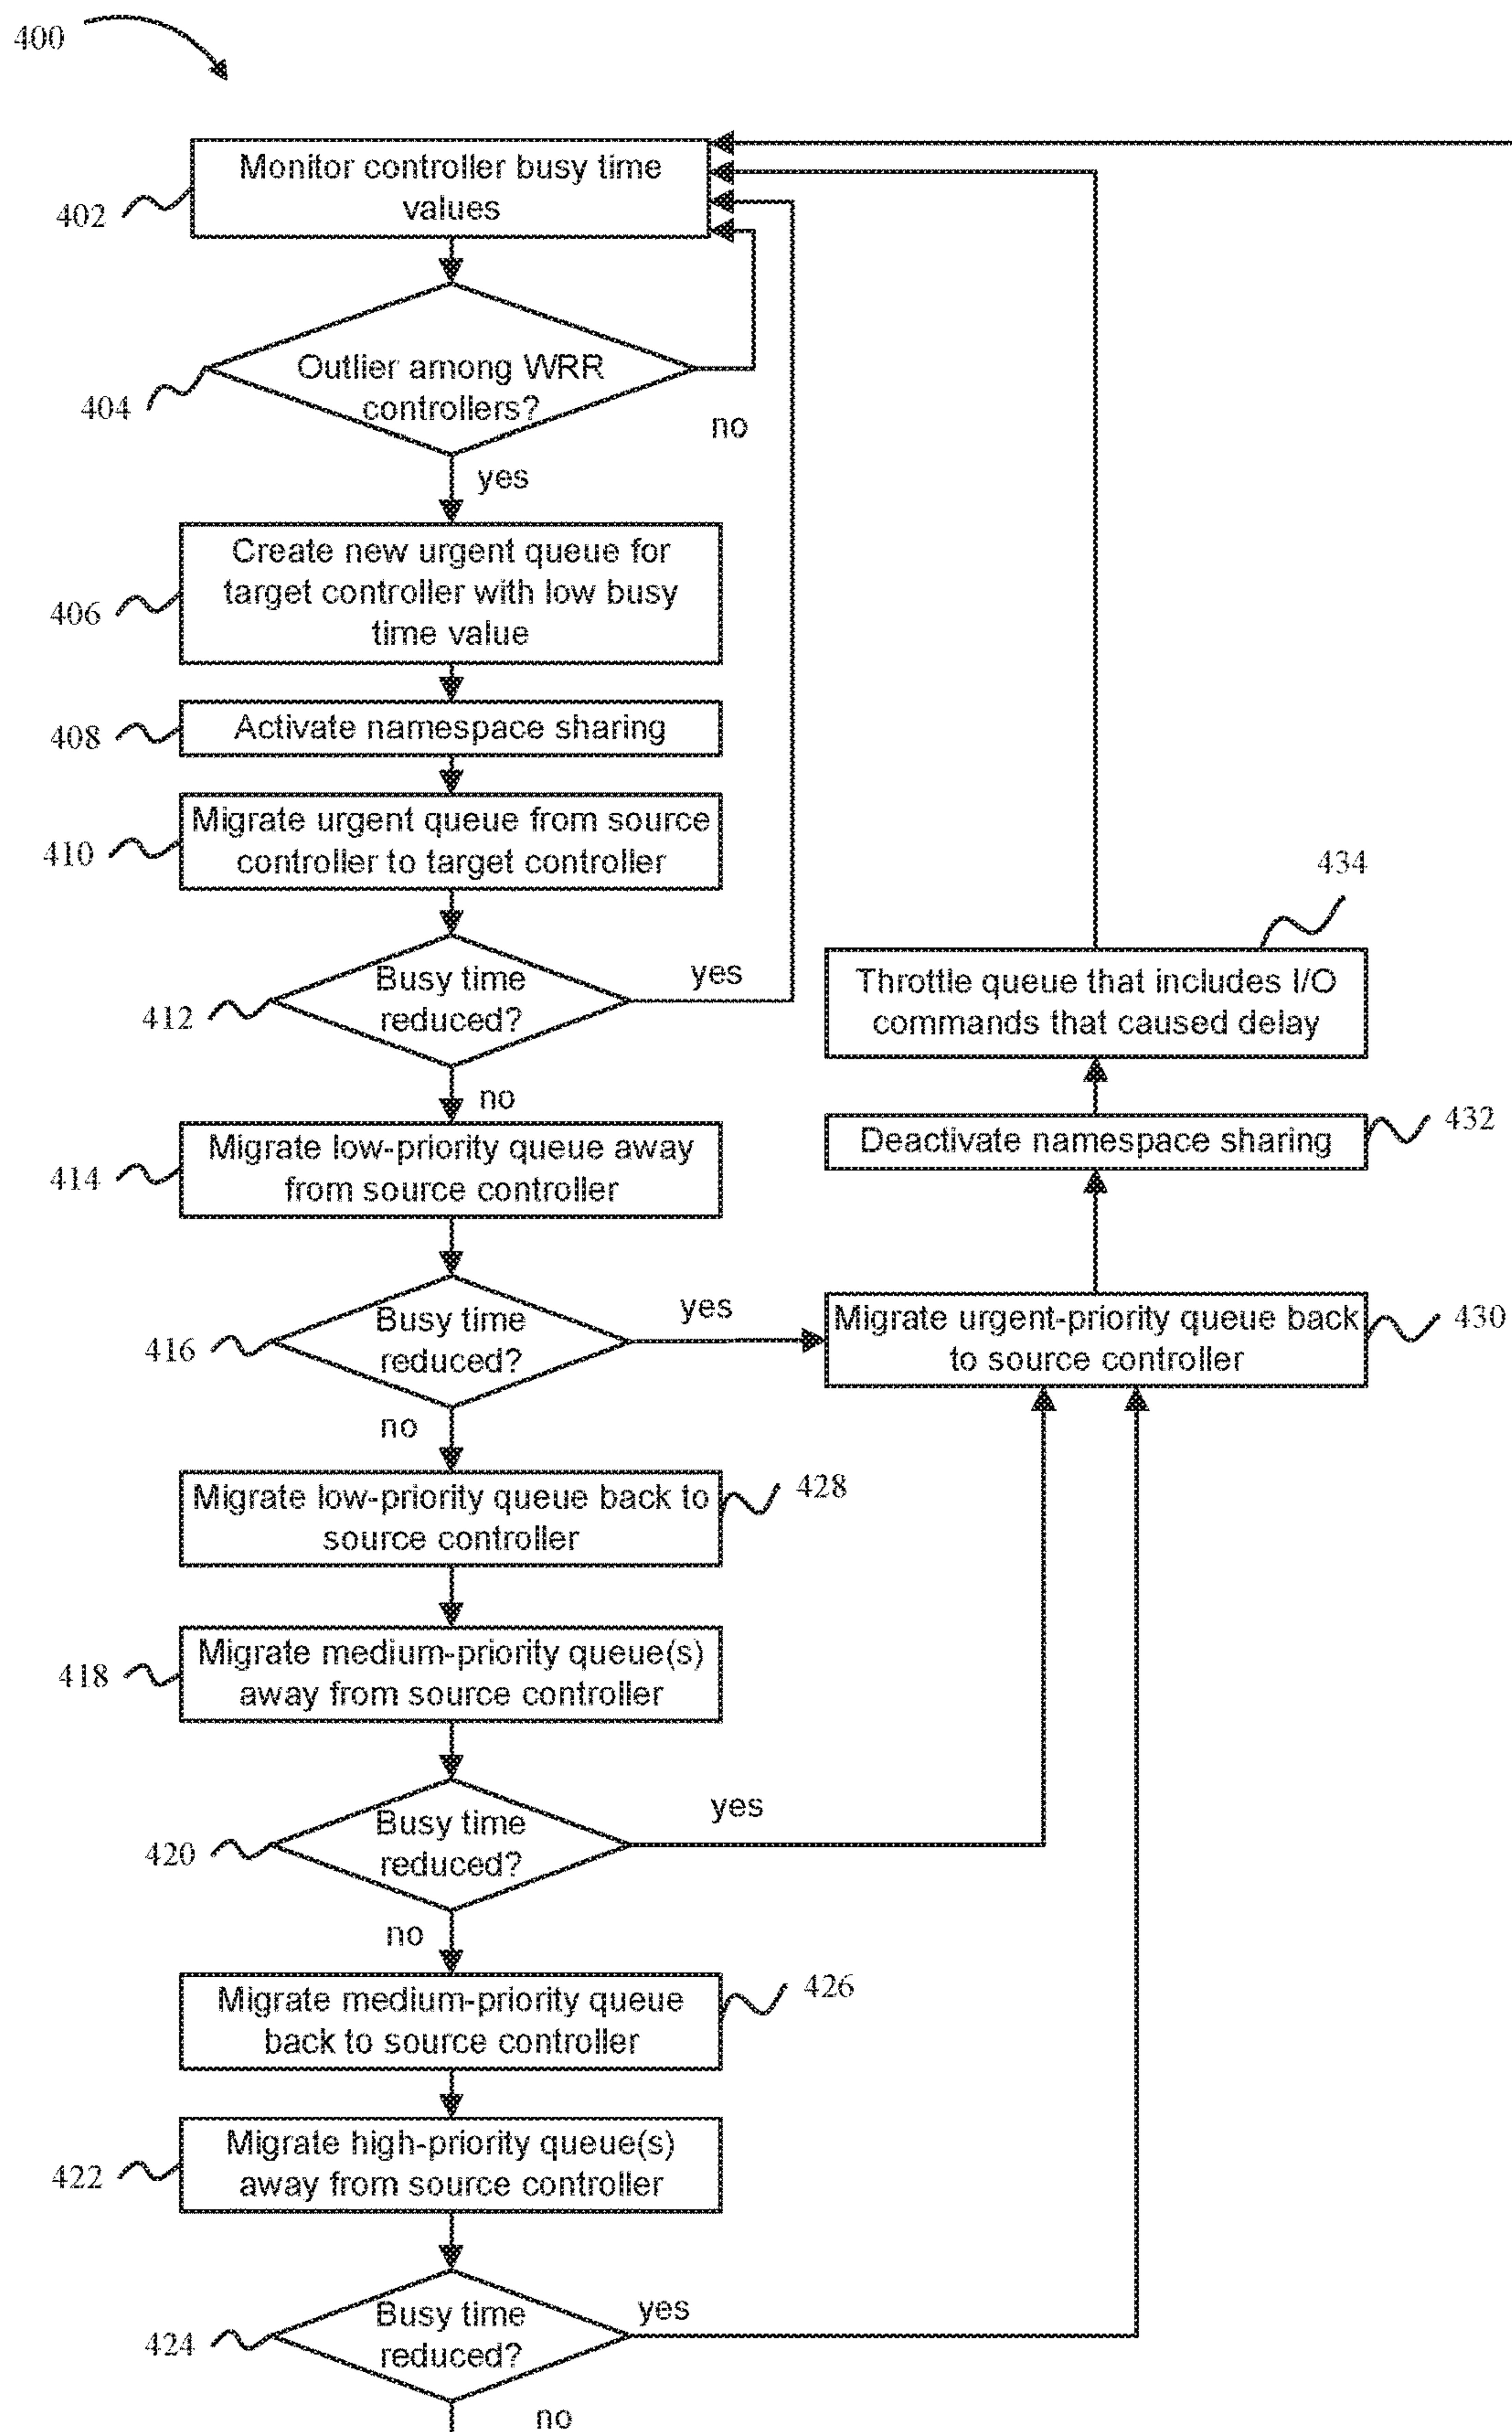 400
Monitor controller busy time
values
402
Outlier among WRR
controllers?
404
no
yes
Create new urgent queue for
target controller with low busy
time value
406
Activate namespace sharing
408
Migrate urgent queue from source
controller to target controller
410
434
Busy time
reduced?
yes
412
Throttle queue that includes I/O
commands that caused delay
no
Migrate low-priority queue away
from source controller
414
Deactivate namespace sharing
432
Busy time
reduced?
yes
416
Migrate urgent-priority queue back
to source controller
430
no
Migrate low-priority queue back to
source controller
428
Migrate medium-priority queue(s)
away from source controller
418
Busy time
reduced?
yes
420
no
Migrate medium-priority queue
back to source controller
426
Migrate high-priority queue(s)
away from source controller
422
Busy time
reduced?
yes
424
no